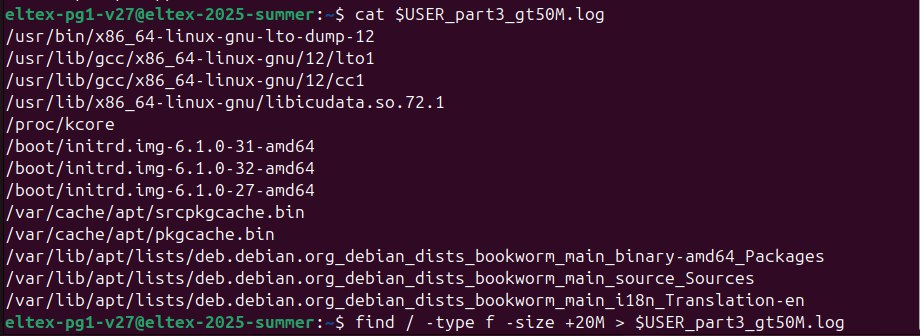 eltex-pg1-v27@eltex-2025-summer:~$ cat $USER_part3_gt50M.log
/usr/bin/x86_64-linux-gnu-lto-dump-12
/usr/lib/gcc/x86_64-linux-gnu/12/lto1
/usr/lib/gcc/x86_64-linux-gnu/12/cc1
/usr/lib/x86_64-linux-gnu/libicudata.so.72.1
/proc/kcore
/boot/initrd.img-6.1.0-31-amd64
/boot/initrd.img-6.1.0-32-amd64
/boot/initrd.img-6.1.0-27-amd64
/var/cache/apt/srcpkgcache.bin
/var/cache/apt/pkgcache.bin
/var/lib/apt/lists/deb.debian.org_debian_dists_bookworm_main_binary-amd64_Packages
/var/lib/apt/lists/deb.debian.org_debian_dists_bookworm_main_source_Sources
/var/lib/apt/lists/deb.debian.org_debian_dists_bookworm_main_i18n_Translation-en
eltex-pg1-v27@eltex-2025-summer:~$ find / -type f -size +20M > $USER_part3_gt50M.log